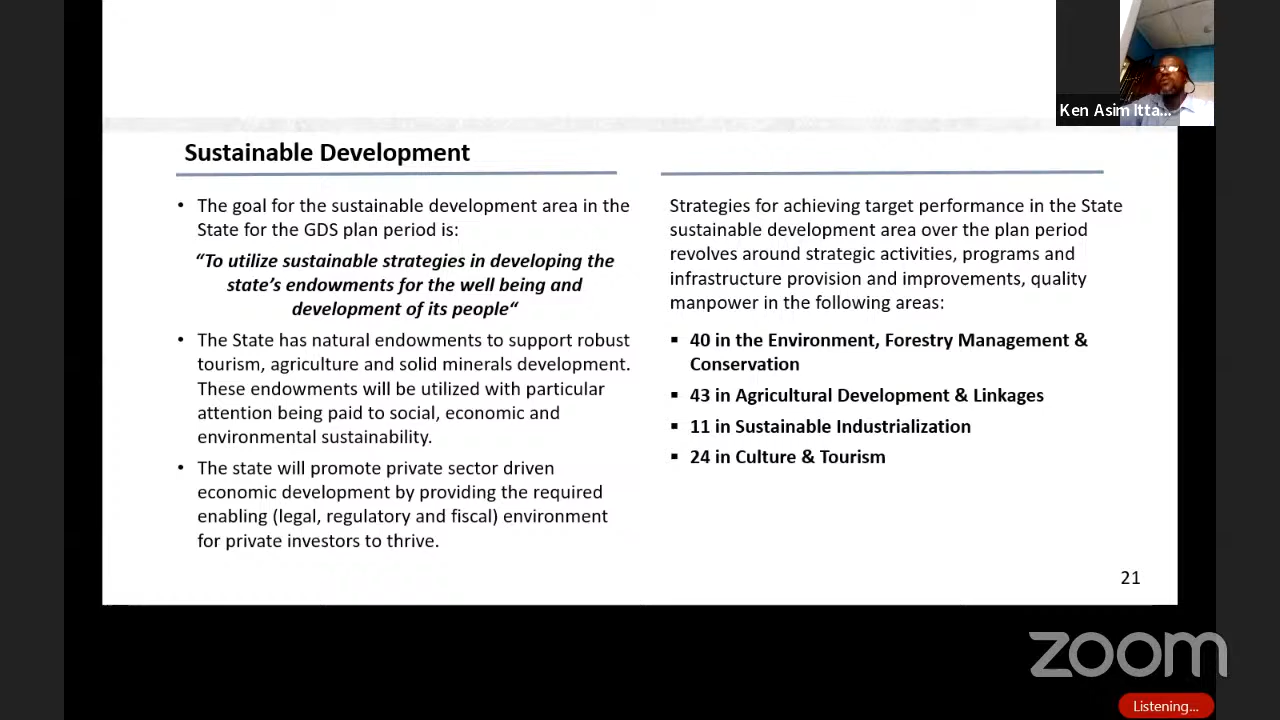 Ken Asim Itta...
Sustainable Development
• The goal for the sustainable development area in the
State for the GDS plan period is:
“To utilize sustainable strategies in developing the
state’s endowments for the well being and
development of its people“
• The State has natural endowments to support robust
tourism, agriculture and solid minerals development.
These endowments will be utilized with particular
attention being paid to social, economic and
environmental sustainability.
• The state will promote private sector driven
economic development by providing the required
enabling (legal, regulatory and fiscal) environment
for private investors to thrive.
Strategies for achieving target performance in the State
sustainable development area over the plan period
revolves around strategic activities, programs and
infrastructure provision and improvements, quality
manpower in the following areas:
▪ 40 in the Environment, Forestry Management &
Conservation
▪ 43 in Agricultural Development & Linkages
▪ 11 in Sustainable Industrialization
▪ 24 in Culture & Tourism
21
zoom
Listening...